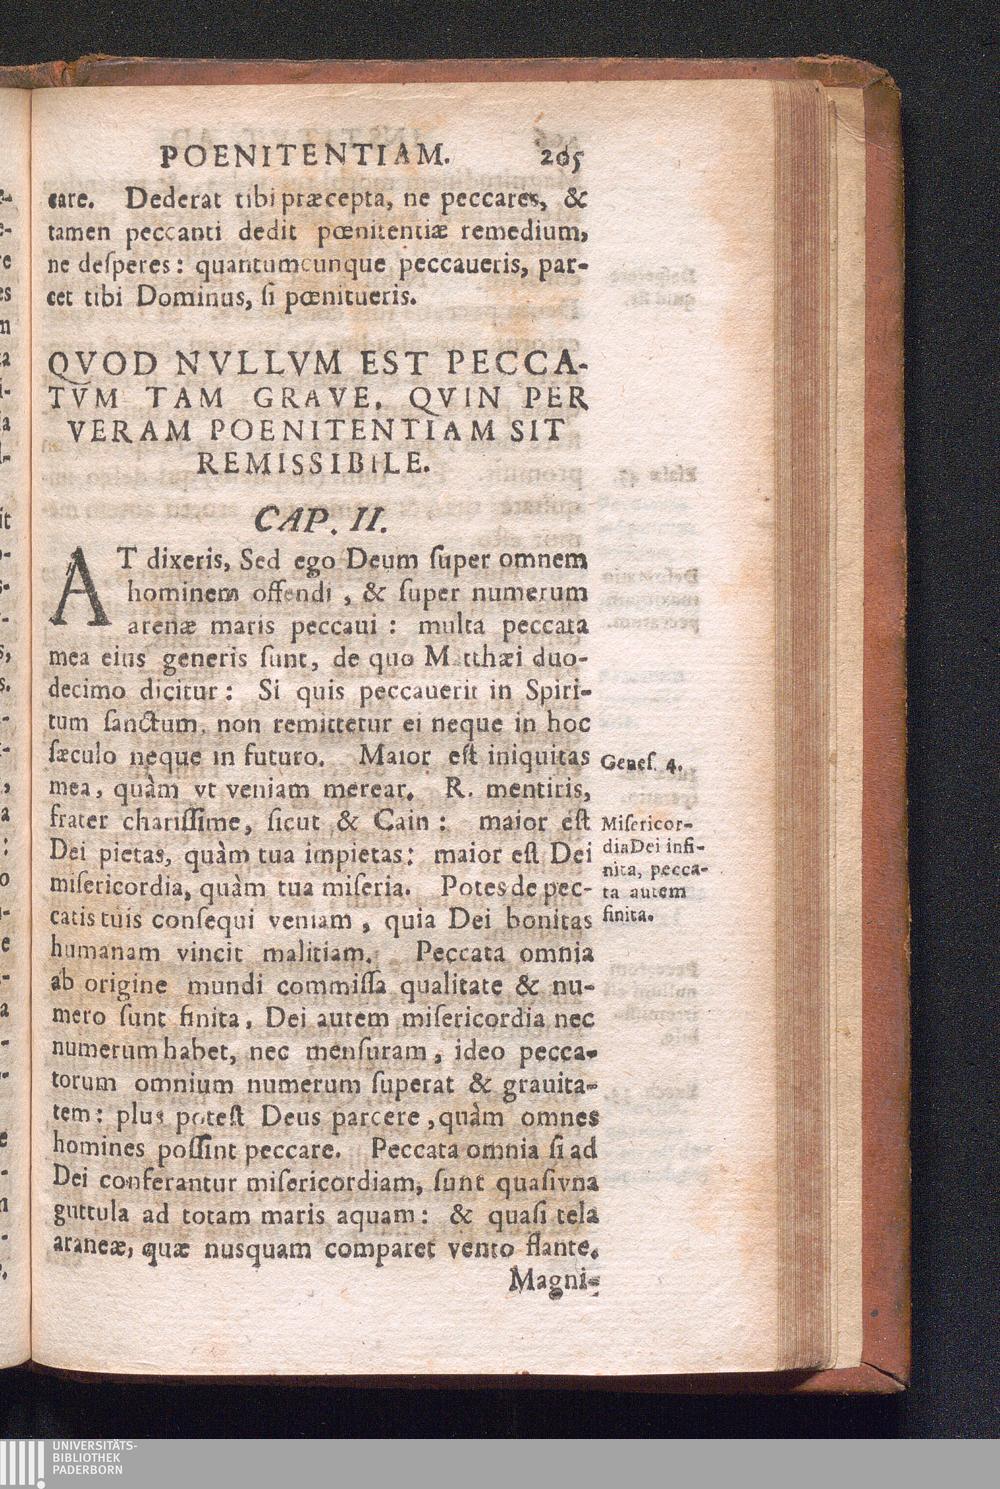 POENITENTIAM. 205
care. Dederat tibi præcepta, ne peccares, &
tamen peccanti dedit pœnitentiæ remedium,
ne deſperes: quantumcunque peccaueris, par-
cet tibi Dominus, ſi pœnitueris.
QVOD NVLLVM EST PECCA-
TVM TAM GRAVE, QVIN PER
VERAM POENITENTIAM SIT
REMISSIBILE.
CAP. II.
AT dixeris, Sed ego Deum ſuper omnem
hominem offendi, & ſuper numerum
arenæ maris peccaui: multa peccata
mea eius generis ſunt, de quo Matthæi duo-
decimo dicitur: Si quis peccauerit in Spiri-
tum ſanctum, non remittetur ei neque in hoc
ſæculo neque in futuro. Maior eſt iniquitas
mea, quàm vt veniam merear. R. mentiris,
frater chariſſime, ſicut & Cain: maior eſt
Dei pietas, quàm tua impietas: maior eſt Dei
miſericordia, quàm tua miſeria. Potes de pec-
catis tuis conſequi veniam, quia Dei bonitas
humanam vincit malitiam. Peccata omnia
ab origine mundi commiſſa qualitate & nu-
mero ſunt finita, Dei autem miſericordia nec
numerum habet, nec menſuram, ideo pecca-
torum omnium numerum ſuperat & grauita-
tem: plus poteſt Deus parcere, quàm omnes
homines poſſint peccare. Peccata omnia ſi ad
Dei conferantur miſericordiam, ſunt quaſi vna
guttula ad totam maris aquam: & quaſi tela
araneæ, quæ nusquam comparet vento flante.
Magni-
Geneſ. 4.
Miſericor-
dia Dei infi-
nita, pecca-
ta autem
finita.
UNIVERSITÄTS-
BIBLIOTHEK
PADERBORN